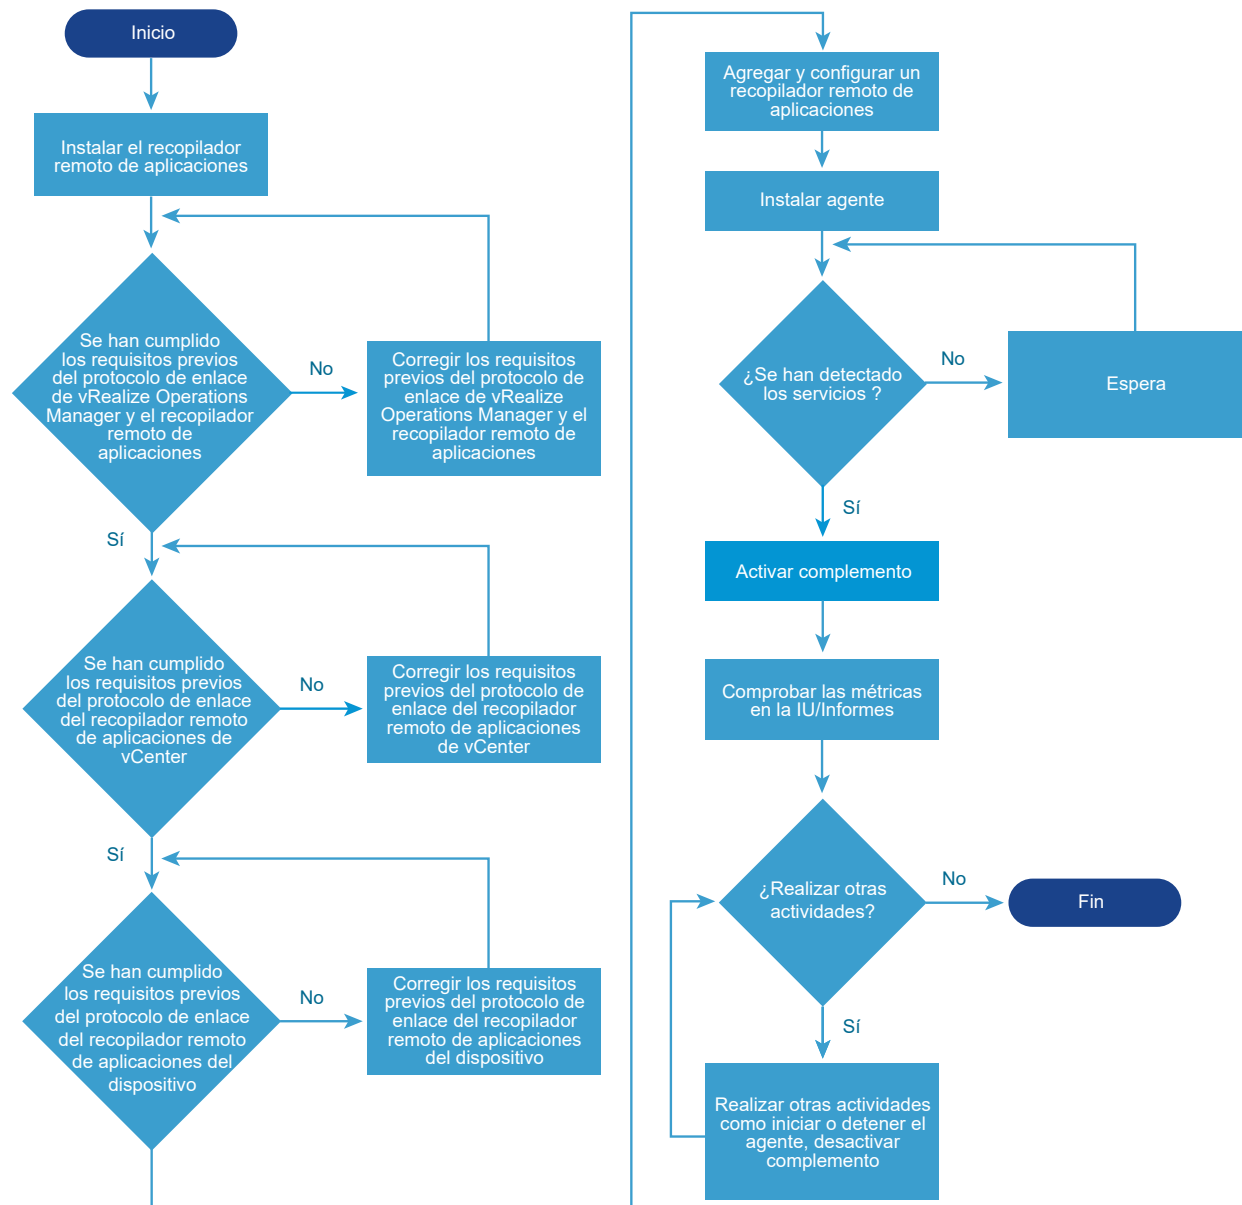 Inicio
Instalar el recopilador
remoto de aplicaciones
Se han cumplido
los requisitos previos
del protocolo de enlace
de vRealize Operations
Manager y el recopilador
remoto de
aplicaciones
No
Corregir los requisitos
previos del protocolo de
enlace de vRealize
Operations Manager y el
recopilador remoto de
aplicaciones
Sí
Se han cumplido
los requisitos previos
del protocolo de enlace
del recopilador remoto
de aplicaciones de
vCenter
No
Corregir los requisitos
previos del protocolo de
enlace del recopilador
remoto de aplicaciones
de vCenter
Sí
Se han cumplido
los requisitos previos
del protocolo de enlace
del recopilador remoto
de aplicaciones del
dispositivo
No
Corregir los requisitos
previos del protocolo de
enlace del recopilador
remoto de aplicaciones
del dispositivo
Agregar y configurar un
recopilador remoto de
aplicaciones
Instalar agente
¿Se han detectado
los servicios ?
No
Espera
Sí
Activar complemento
Comprobar las métricas
en la IU/Informes
¿Realizar otras
actividades?
No
Fin
Sí
Realizar otras actividades
como iniciar o detener el
agente, desactivar
complemento